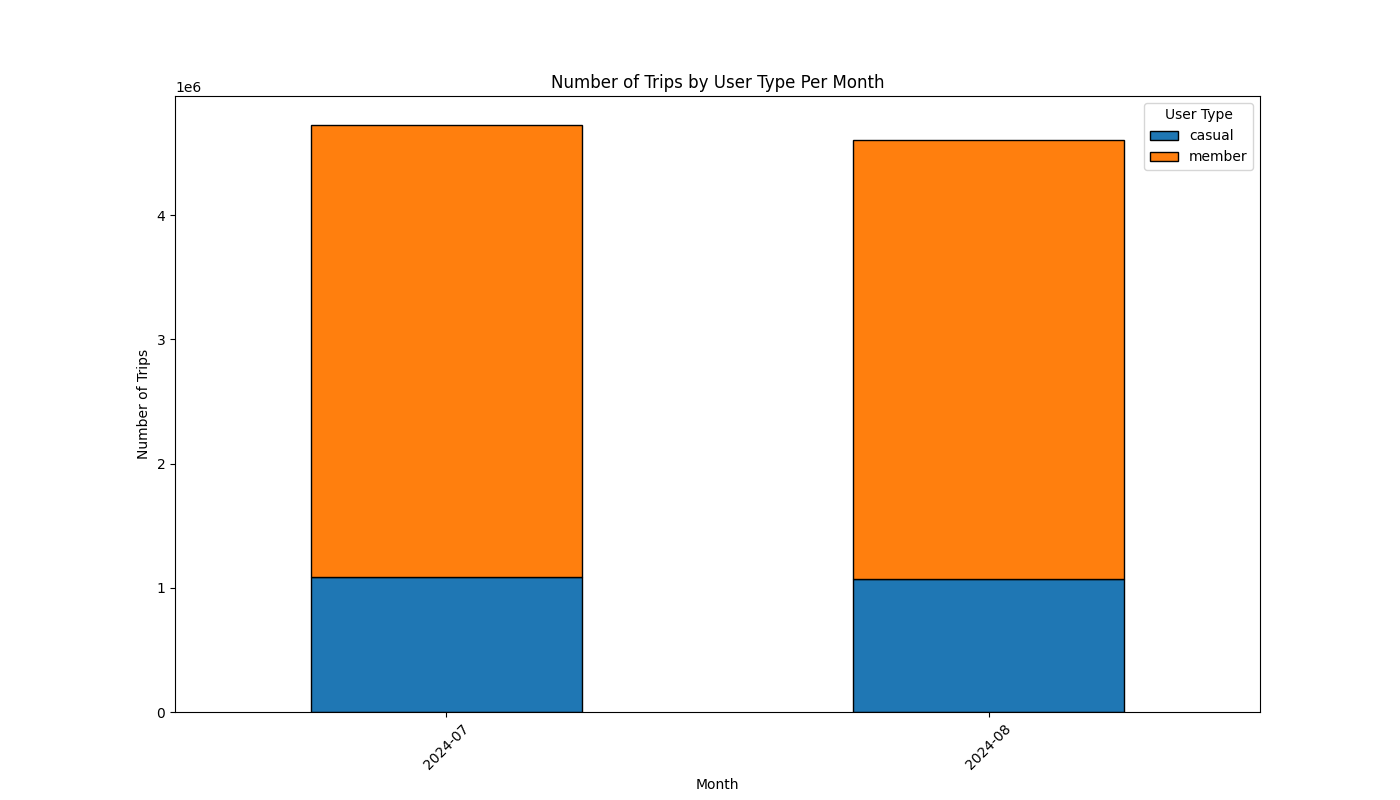 Number of Trips by User Type Per Month
1e6
User Type
casual
member
4
3
2
1
0
Number of Trips
2024-07
2024-08
Month